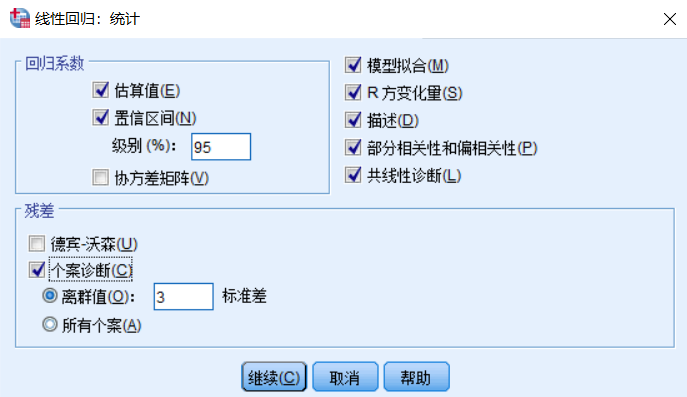 线性回归：统计
回归系数
估算值(E)
置信区间(N)
级别 (%)：
95
协方差矩阵(V)
模型拟合(M)
R 方变化量(S)
描述(D)
部分相关性和偏相关性(P)
共线性诊断(L)
残差
德宾-沃森(U)
个案诊断(C)
离群值(O)： 3 标准差
所有个案(A)
继续(C) 取消 帮助